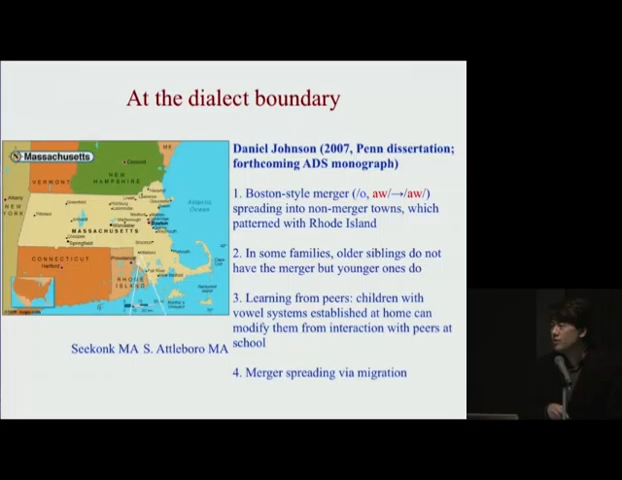 At the dialect boundary
Massachusetts
ME
VERMONT
NEW
HAMPSHIRE
Albany
NEW
YORK
Atlantic
Ocean
MASSACHUSETTS
Springfield
CONNECTICUT
Hartford
Providence
RHODE
ISLAND
Seekonk MA S. Attleboro MA
Daniel Johnson (2007, Penn dissertation;
forthcoming ADS monograph)
1. Boston-style merger (/o, aw/→/aw/)
spreading into non-merger towns, which
patterned with Rhode Island
2. In some families, older siblings do not
have the merger but younger ones do
3. Learning from peers: children with
vowel systems established at home can
modify them from interaction with peers at
school
4. Merger spreading via migration